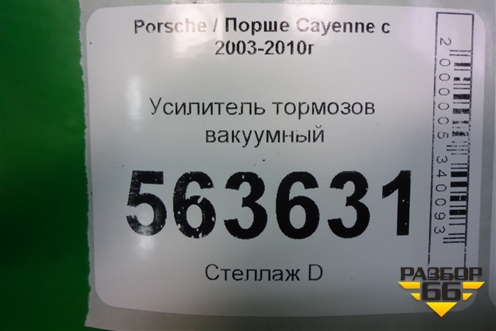 Porsche / Порше Cayenne с
2003-2010г
Усилитель тормозов
вакуумный
563631
Стеллаж D
2000005340093
РАЗБОР
66